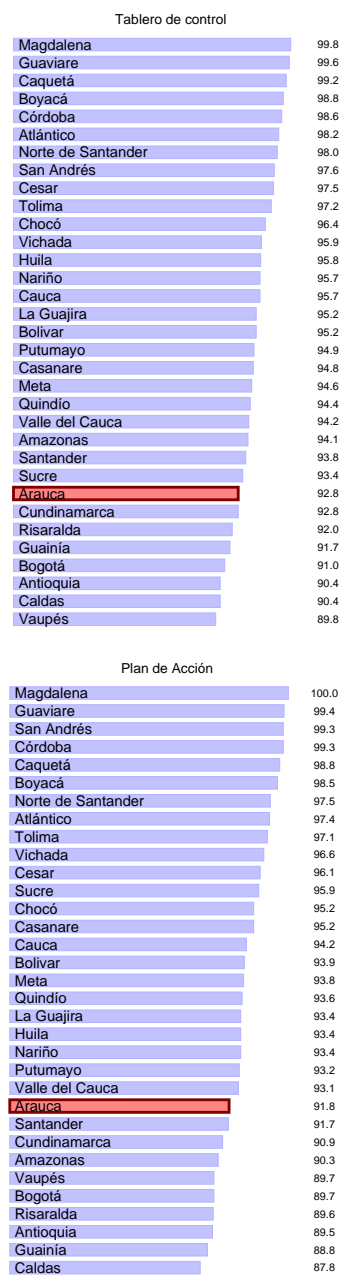 Tablero de control
Magdalena 99.8
Guaviare 99.6
Caquetá 99.2
Boyacá 98.8
Córdoba 98.6
Atlántico 98.2
Norte de Santander 98.0
San Andrés 97.6
Cesar 97.5
Tolima 97.2
Chocó 96.4
Vichada 95.9
Huila 95.8
Nariño 95.7
Cauca 95.7
La Guajira 95.2
Bolivar 95.2
Putumayo 94.9
Casanare 94.8
Meta 94.6
Quindío 94.4
Valle del Cauca 94.2
Amazonas 94.1
Santander 93.8
Sucre 93.4
Arauca 92.8
Cundinamarca 92.8
Risaralda 92.0
Guainía 91.7
Bogotá 91.0
Antioquia 90.4
Caldas 90.4
Vaupés 89.8
Plan de Acción
Magdalena 100.0
Guaviare 99.4
San Andrés 99.3
Córdoba 99.3
Caquetá 98.8
Boyacá 98.5
Norte de Santander 97.5
Atlántico 97.4
Tolima 97.1
Vichada 96.6
Cesar 96.1
Sucre 95.9
Chocó 95.2
Casanare 95.2
Cauca 94.2
Bolivar 93.9
Meta 93.8
Quindío 93.6
La Guajira 93.4
Huila 93.4
Nariño 93.4
Putumayo 93.2
Valle del Cauca 93.1
Arauca 91.8
Santander 91.7
Cundinamarca 90.9
Amazonas 90.3
Vaupés 89.7
Bogotá 89.7
Risaralda 89.6
Antioquia 89.5
Guainía 88.8
Caldas 87.8